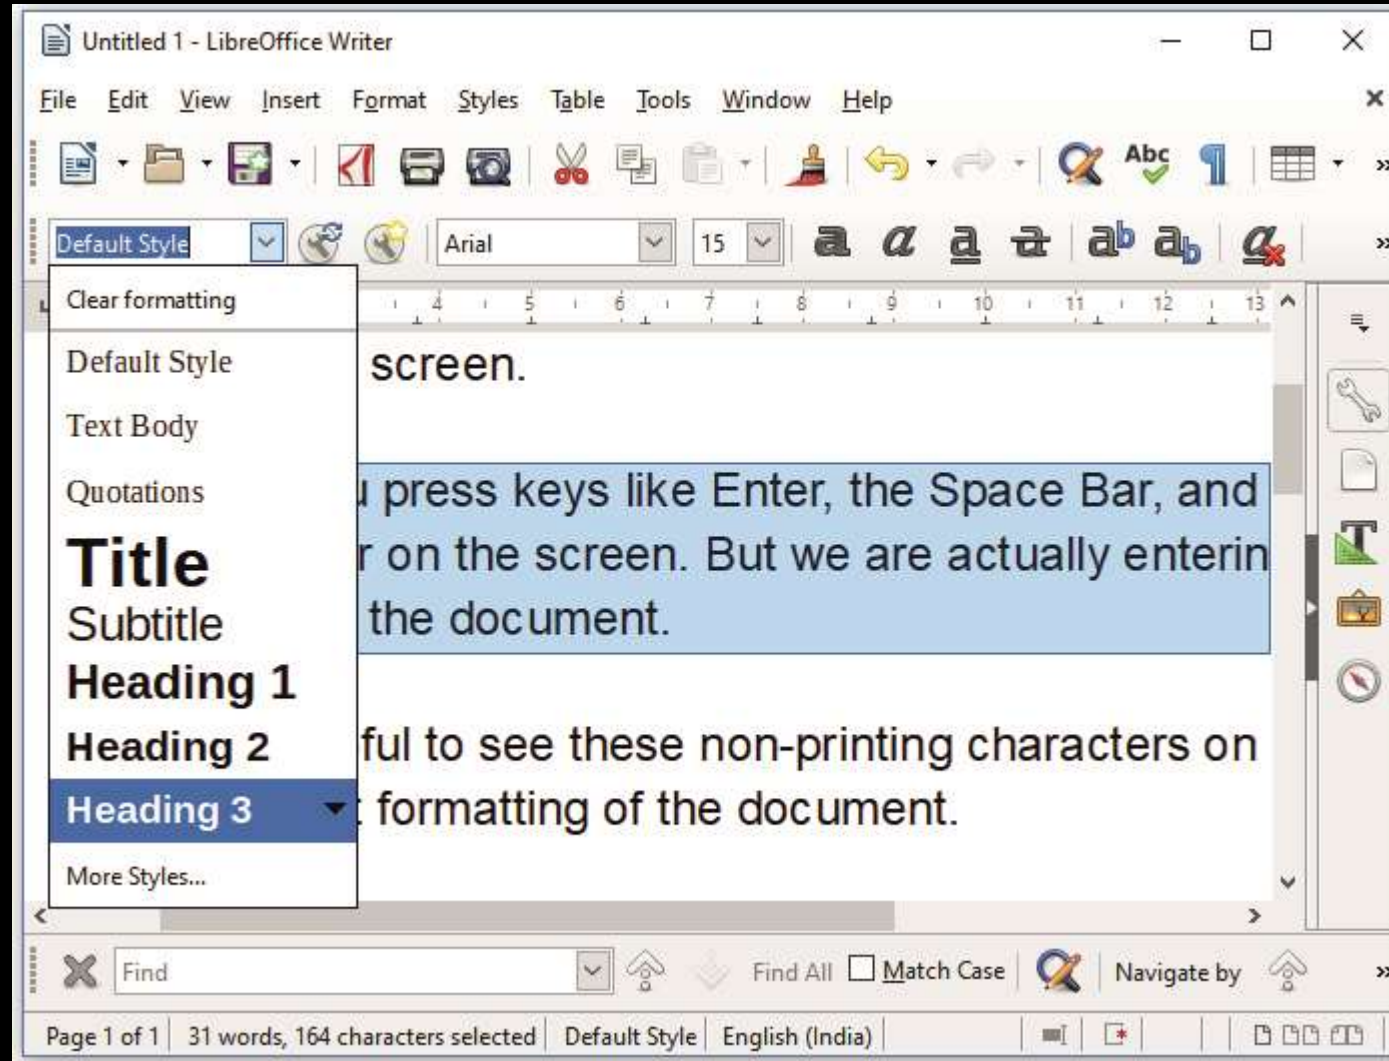 Untitled 1 - LibreOffice Writer
File Edit View Insert Format Styles Table Tools Window Help
Abc
Default Style Arial 15 a a a a ab ab a
4 5 6 7 8 9 10 11 12 13
Clear formatting
Default Style
screen.
Text Body
Quotations
u press keys like Enter, the Space Bar, and
Title
r on the screen. But we are actually enterin
Subtitle
the document.
Heading 1
Heading 2
ful to see these non-printing characters on
Heading 3
formatting of the document.
More Styles...
Find Find All Match Case Navigate by
Page 1 of 1 31 words, 164 characters selected Default Style English (India)